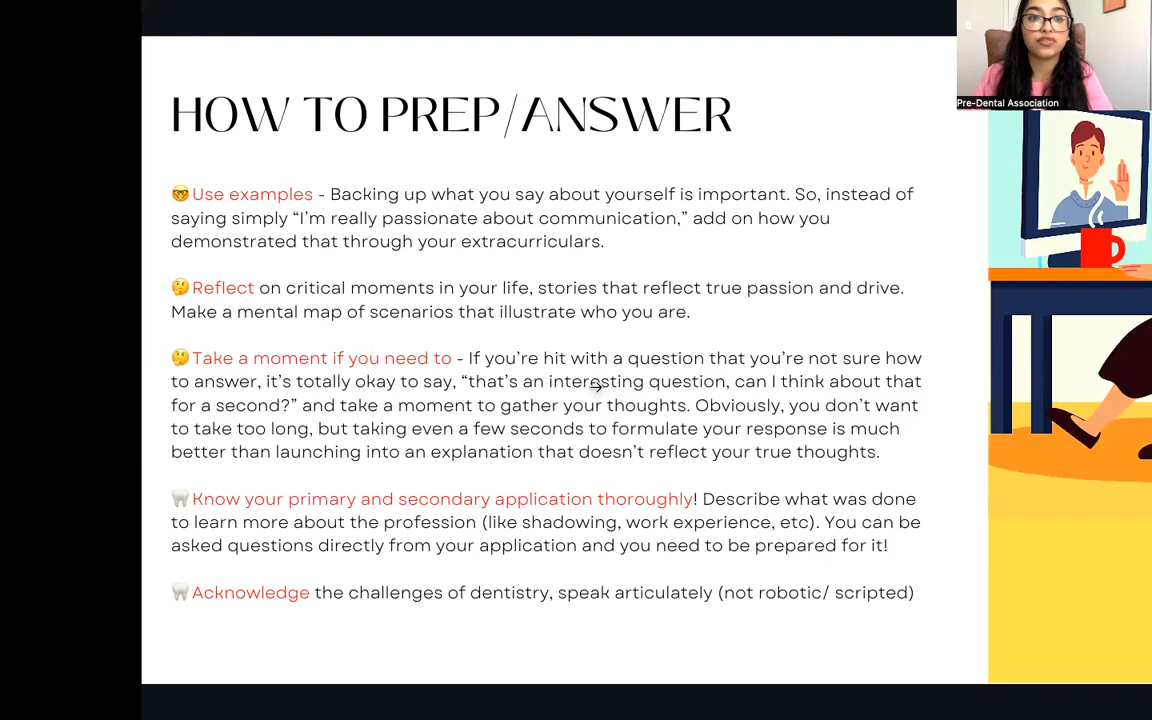 HOW TO PREP/ANSWER
🤓Use examples - Backing up what you say about yourself is important. So, instead of
saying simply “I’m really passionate about communication,” add on how you
demonstrated that through your extracurriculars.
🤔Reflect on critical moments in your life, stories that reflect true passion and drive.
Make a mental map of scenarios that illustrate who you are.
🤔Take a moment if you need to - If you’re hit with a question that you’re not sure how
to answer, it’s totally okay to say, “that’s an interesting question, can I think about that
for a second?” and take a moment to gather your thoughts. Obviously, you don’t want
to take too long, but taking even a few seconds to formulate your response is much
better than launching into an explanation that doesn’t reflect your true thoughts.
🦷Know your primary and secondary application thoroughly! Describe what was done
to learn more about the profession (like shadowing, work experience, etc). You can be
asked questions directly from your application and you need to be prepared for it!
🦷Acknowledge the challenges of dentistry, speak articulately (not robotic/ scripted)
Pre-Dental Association